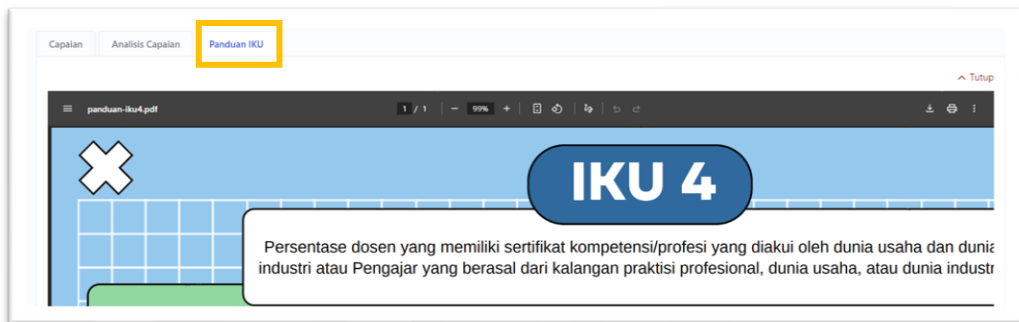 Capaian Analisis Capaian Panduan IKU
Tutup
panduan-iku4.pdf 1 / 1 99%
IKU 4
Persentase dosen yang memiliki sertifikat kompetensi/profesi yang diakui oleh dunia usaha dan dunia
industri atau Pengajar yang berasal dari kalangan praktisi profesional, dunia usaha, atau dunia industr